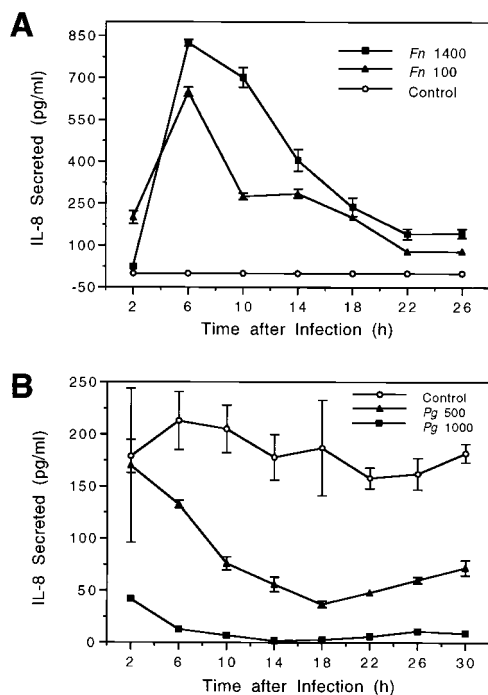 A
IL-8 Secreted (pg/ml)
850
700
550
400
250
100
-50
Fn 1400
Fn 100
Control
2 6 10 14 18 22 26
Time after Infection (h)
B
IL-8 Secreted (pg/ml)
250
200
150
100
50
0
Control
Pg 500
Pg 1000
2 6 10 14 18 22 26 30
Time after Infection (h)